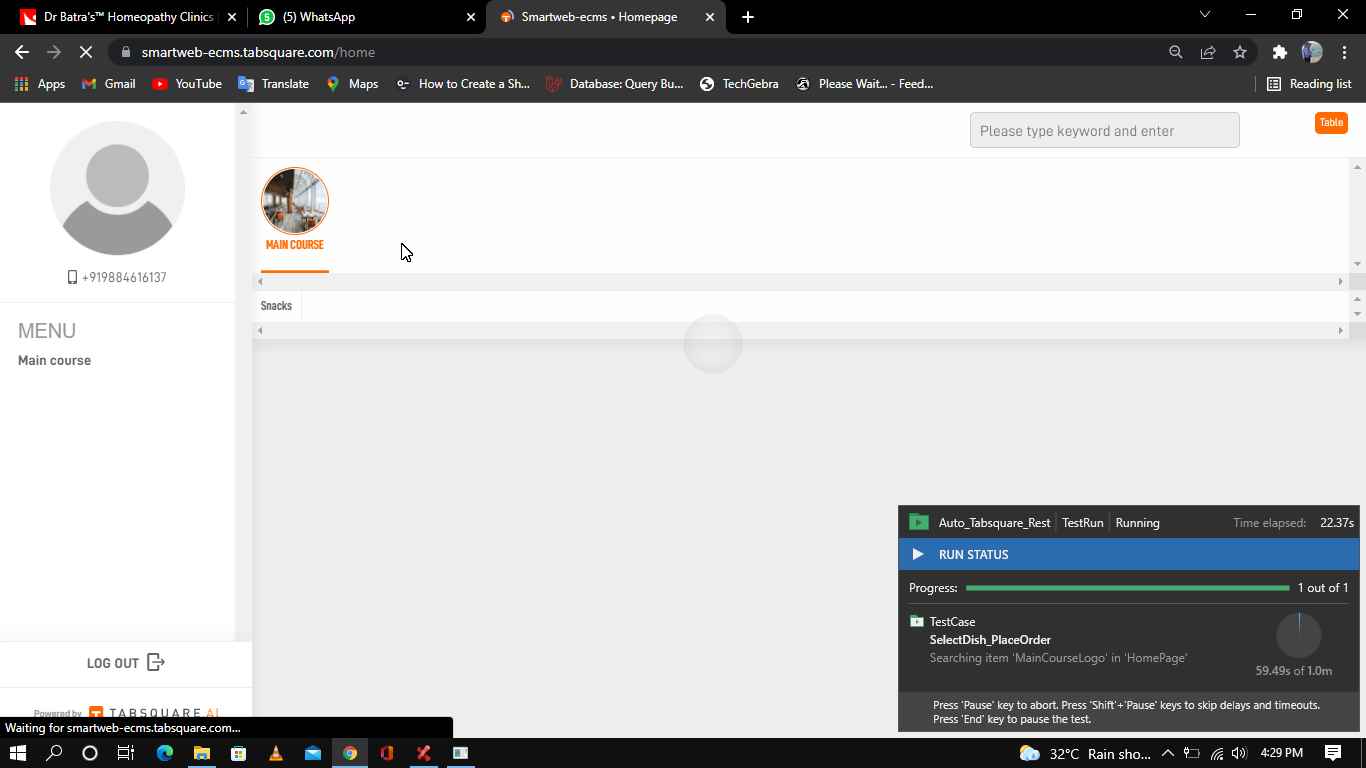 Dr Batra's™ Homeopathy Clinics
(5) WhatsApp
Smartweb-ecms • Homepage
smartweb-ecms.tabsquare.com/home
Apps
Gmail
YouTube
Translate
Maps
How to Create a Sh...
Database: Query Bu...
TechGebra
Please Wait... - Feed...
Reading list
Please type keyword and enter
Table
MAIN COURSE
+919884616137
Snacks
MENU
Main course
LOG OUT
Powered by TABSQUARE AI
Waiting for smartweb-ecms.tabsquare.com...
Auto_Tabsquare_Rest TestRun Running Time elapsed: 22.37s
RUN STATUS
Progress: 1 out of 1
TestCase
SelectDish_PlaceOrder
Searching item 'MainCourseLogo' in 'HomePage'
59.49s of 1.0m
Press 'Pause' key to abort. Press 'Shift'+'Pause' keys to skip delays and timeouts.
Press 'End' key to pause the test.
32°C Rain sho...
4:29 PM